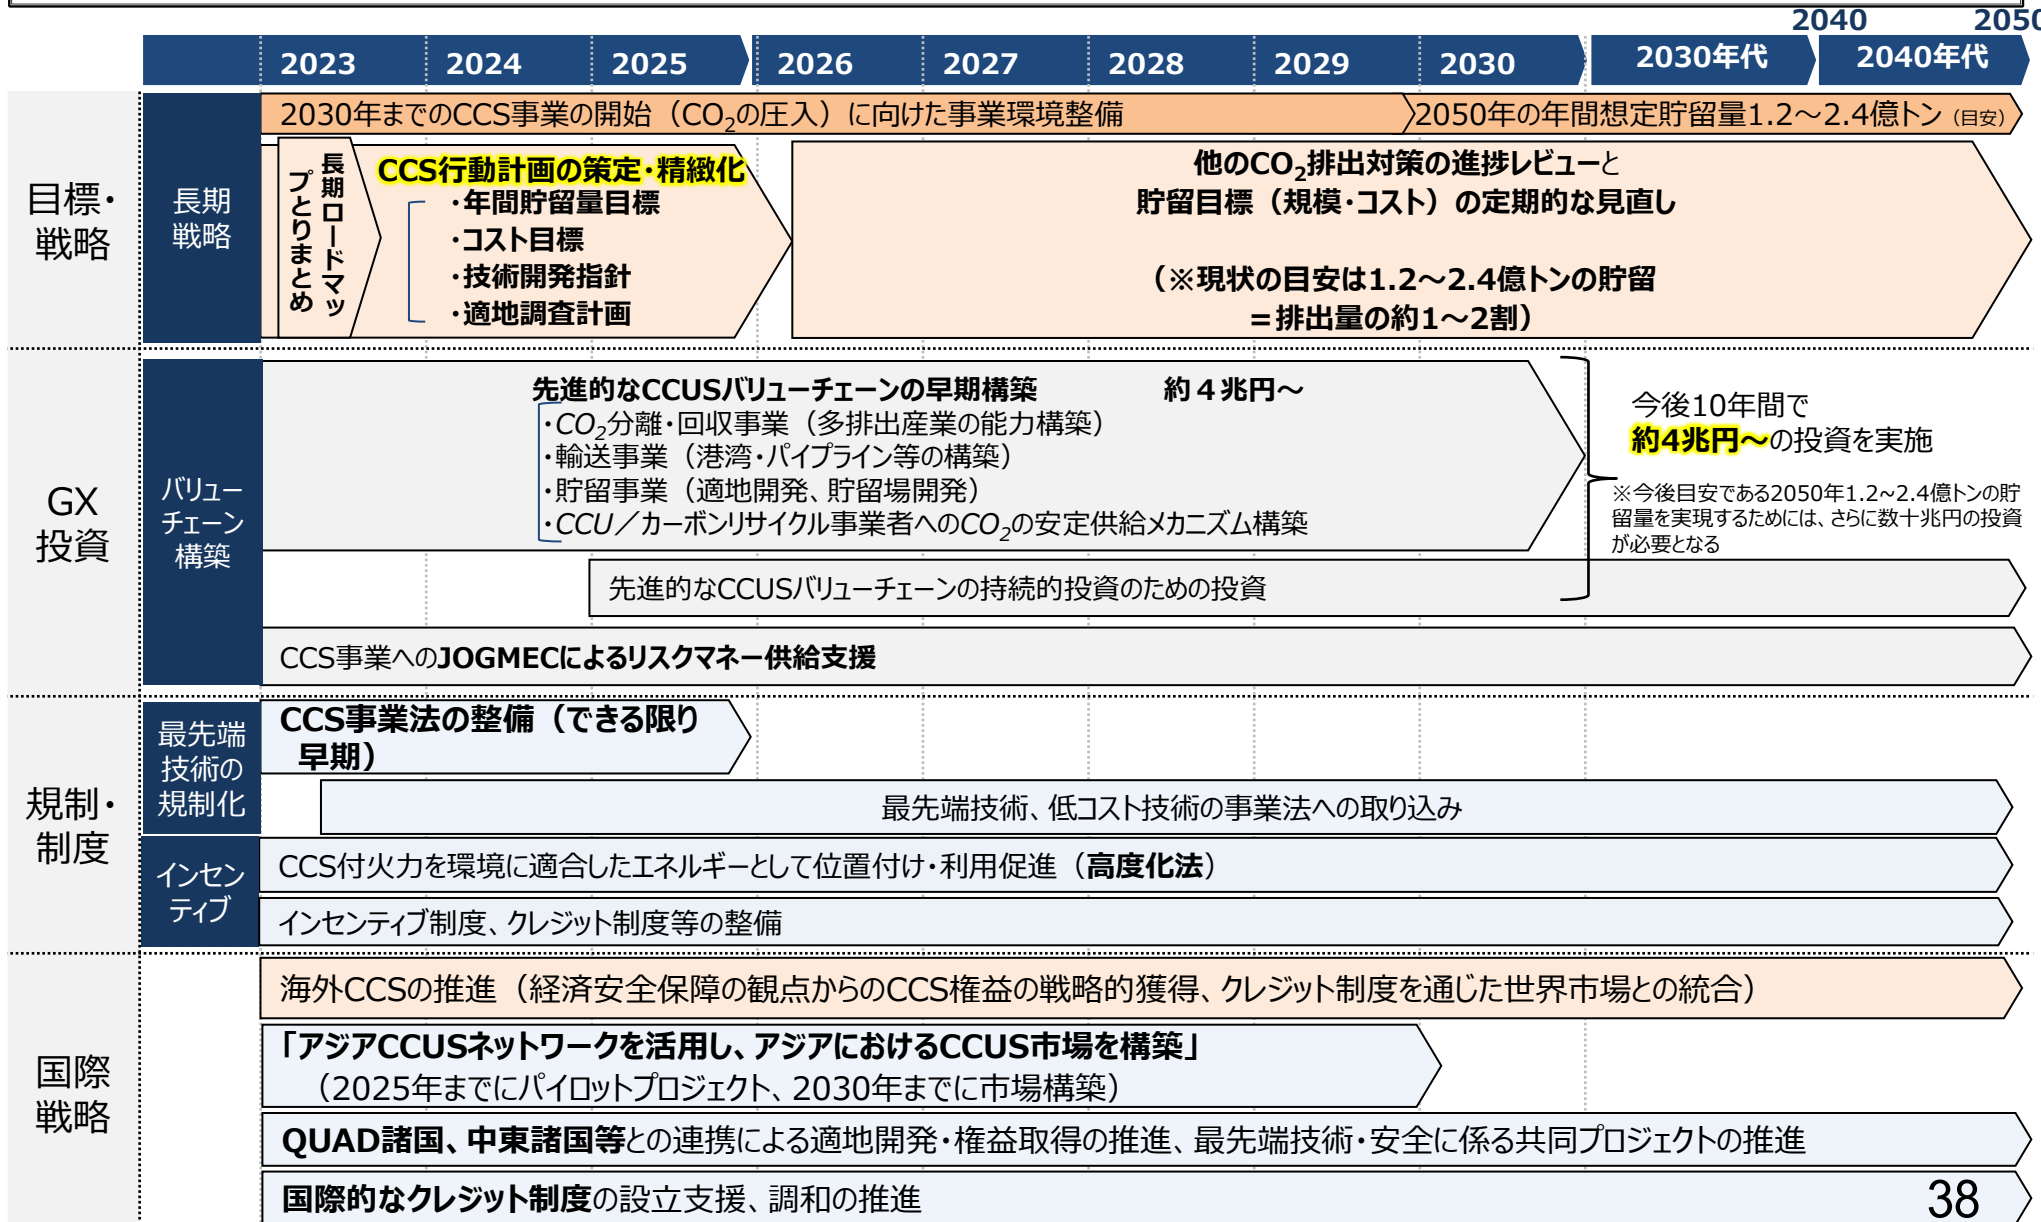 2040 2050
2023 2024 2025 2026 2027 2028 2029 2030 2030年代 2040年代
目標・
戦略
長期
戦略
2030年までのCCS事業の開始（CO2の圧入）に向けた事業環境整備
2050年の年間想定貯留量1.2～2.4億トン（目安）
長期ロードマッ
プとりまとめ
CCS行動計画の策定・精緻化
・年間貯留量目標
・コスト目標
・技術開発指針
・適地調査計画
他のCO2排出対策の進捗レビューと
貯留目標（規模・コスト）の定期的な見直し
（※現状の目安は1.2～2.4億トンの貯留
＝排出量の約1～2割）
GX
投資
バリュー
チェーン
構築
先進的なCCUSバリューチェーンの早期構築 約４兆円～
・CO2分離・回収事業（多排出産業の能力構築）
・輸送事業（港湾・パイプライン等の構築）
・貯留事業（適地開発、貯留場開発）
・CCU／カーボンリサイクル事業者へのCO2の安定供給メカニズム構築
今後10年間で
約4兆円～の投資を実施
※今後目安である2050年1.2~2.4億トンの貯
留量を実現するためには、さらに数十兆円の投資
が必要となる
先進的なCCUSバリューチェーンの持続的投資のための投資
CCS事業へのJOGMECによるリスクマネー供給支援
規制・
制度
最先端
技術の
規制化
CCS事業法の整備（できる限り
早期）
最先端技術、低コスト技術の事業法への取り込み
インセン
ティブ
CCS付火力を環境に適合したエネルギーとして位置付け・利用促進（高度化法）
インセンティブ制度、クレジット制度等の整備
国際
戦略
海外CCSの推進（経済安全保障の観点からのCCS権益の戦略的獲得、クレジット制度を通じた世界市場との統合）
「アジアCCUSネットワークを活用し、アジアにおけるCCUS市場を構築」
（2025年までにパイロットプロジェクト、2030年までに市場構築）
QUAD諸国、中東諸国等との連携による適地開発・権益取得の推進、最先端技術・安全に係る共同プロジェクトの推進
国際的なクレジット制度の設立支援、調和の推進
38